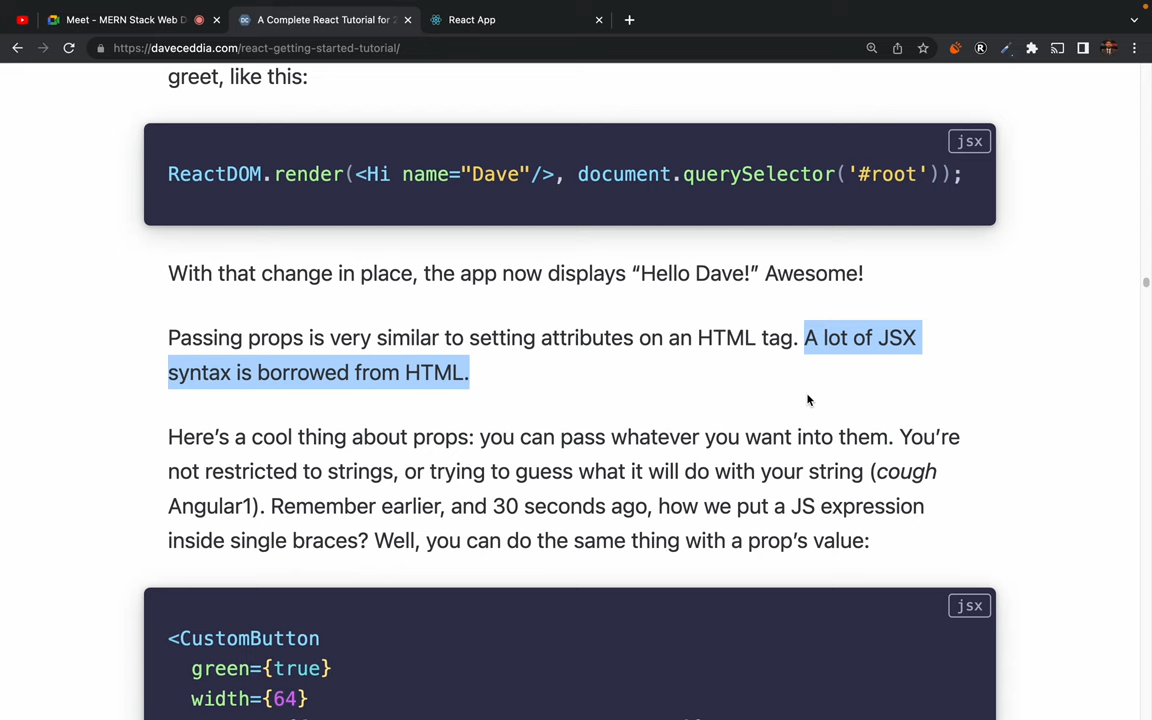 Meet - MERN Stack Web D
A Complete React Tutorial for 2
React App
https://daveceddia.com/react-getting-started-tutorial/
greet, like this:
jsx
ReactDOM.render(<Hi name="Dave"/>, document.querySelector('#root'));
With that change in place, the app now displays “Hello Dave!” Awesome!
Passing props is very similar to setting attributes on an HTML tag. A lot of JSX
syntax is borrowed from HTML.
Here’s a cool thing about props: you can pass whatever you want into them. You’re
not restricted to strings, or trying to guess what it will do with your string (cough
Angular1). Remember earlier, and 30 seconds ago, how we put a JS expression
inside single braces? Well, you can do the same thing with a prop’s value:
jsx
<CustomButton
green={true}
width={64}